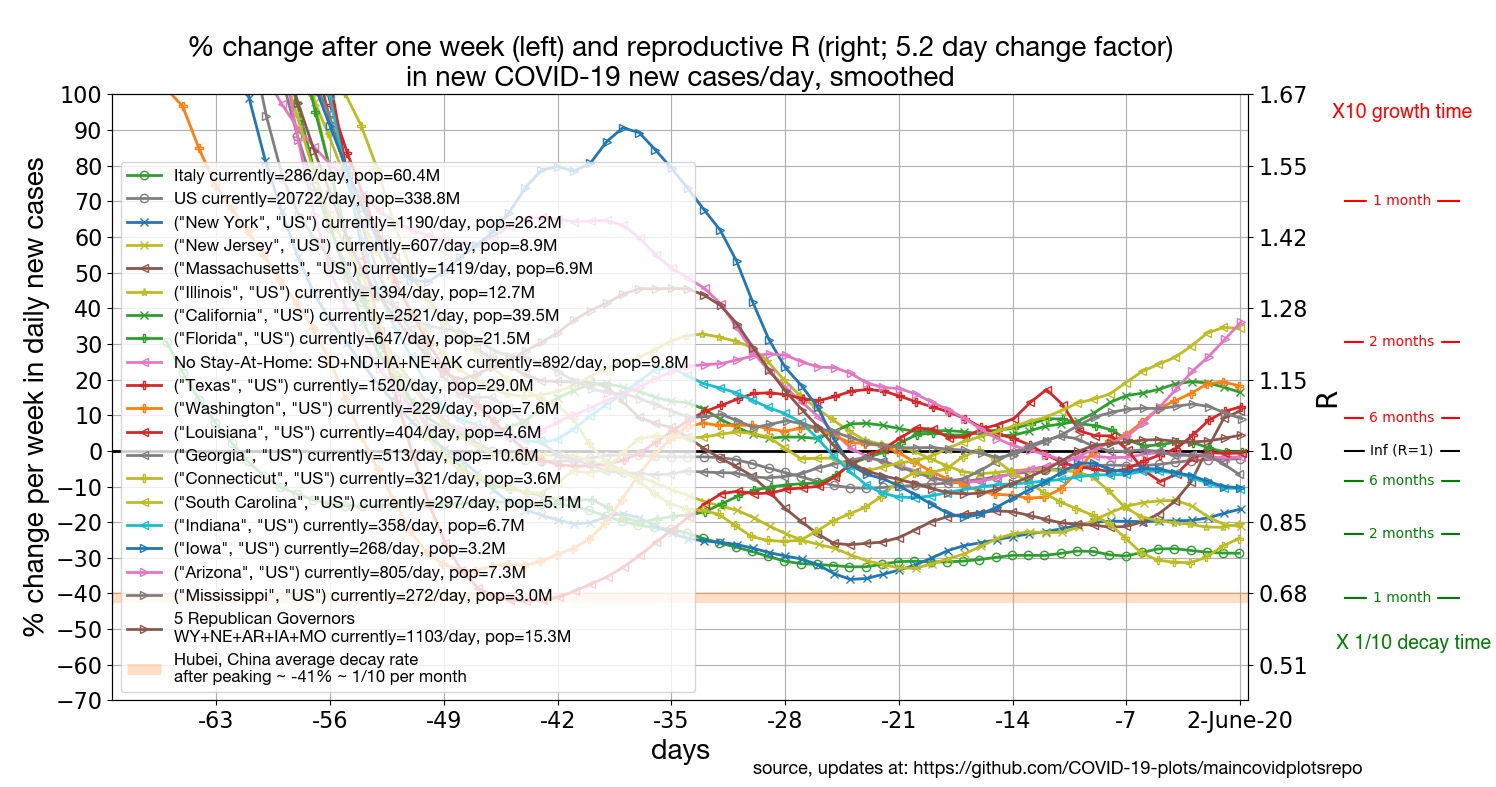 % change after one week (left) and reproductive R (right; 5.2 day change factor)
in new COVID-19 new cases/day, smoothed
% change per week in daily new cases
100
90
80
70
60
50
40
30
20
10
0
−10
−20
−30
−40
−50
−60
−70
Italy currently=286/day, pop=60.4M
US currently=20722/day, pop=338.8M
("New York", "US") currently=1190/day, pop=26.2M
("New Jersey", "US") currently=607/day, pop=8.9M
("Massachusetts", "US") currently=1419/day, pop=6.9M
("Illinois", "US") currently=1394/day, pop=12.7M
("California", "US") currently=2521/day, pop=39.5M
("Florida", "US") currently=647/day, pop=21.5M
No Stay-At-Home: SD+ND+IA+NE+AK currently=892/day, pop=9.8M
("Texas", "US") currently=1520/day, pop=29.0M
("Washington", "US") currently=229/day, pop=7.6M
("Louisiana", "US") currently=404/day, pop=4.6M
("Georgia", "US") currently=513/day, pop=10.6M
("Connecticut", "US") currently=321/day, pop=3.6M
("South Carolina", "US") currently=297/day, pop=5.1M
("Indiana", "US") currently=358/day, pop=6.7M
("Iowa", "US") currently=268/day, pop=3.2M
("Arizona", "US") currently=805/day, pop=7.3M
("Mississippi", "US") currently=272/day, pop=3.0M
5 Republican Governors
WY+NE+AR+IA+MO currently=1103/day, pop=15.3M
Hubei, China average decay rate
after peaking ~ -41% ~ 1/10 per month
-63
-56
-49
-42
-35
-28
-21
-14
-7
2-June-20
days
1.67
1.55
1.42
1.28
1.15
1.0
0.85
0.68
0.51
R
X10 growth time
1 month
2 months
6 months
Inf (R=1)
6 months
2 months
1 month
X 1/10 decay time
source, updates at: https://github.com/COVID-19-plots/maincovidplotsrepo